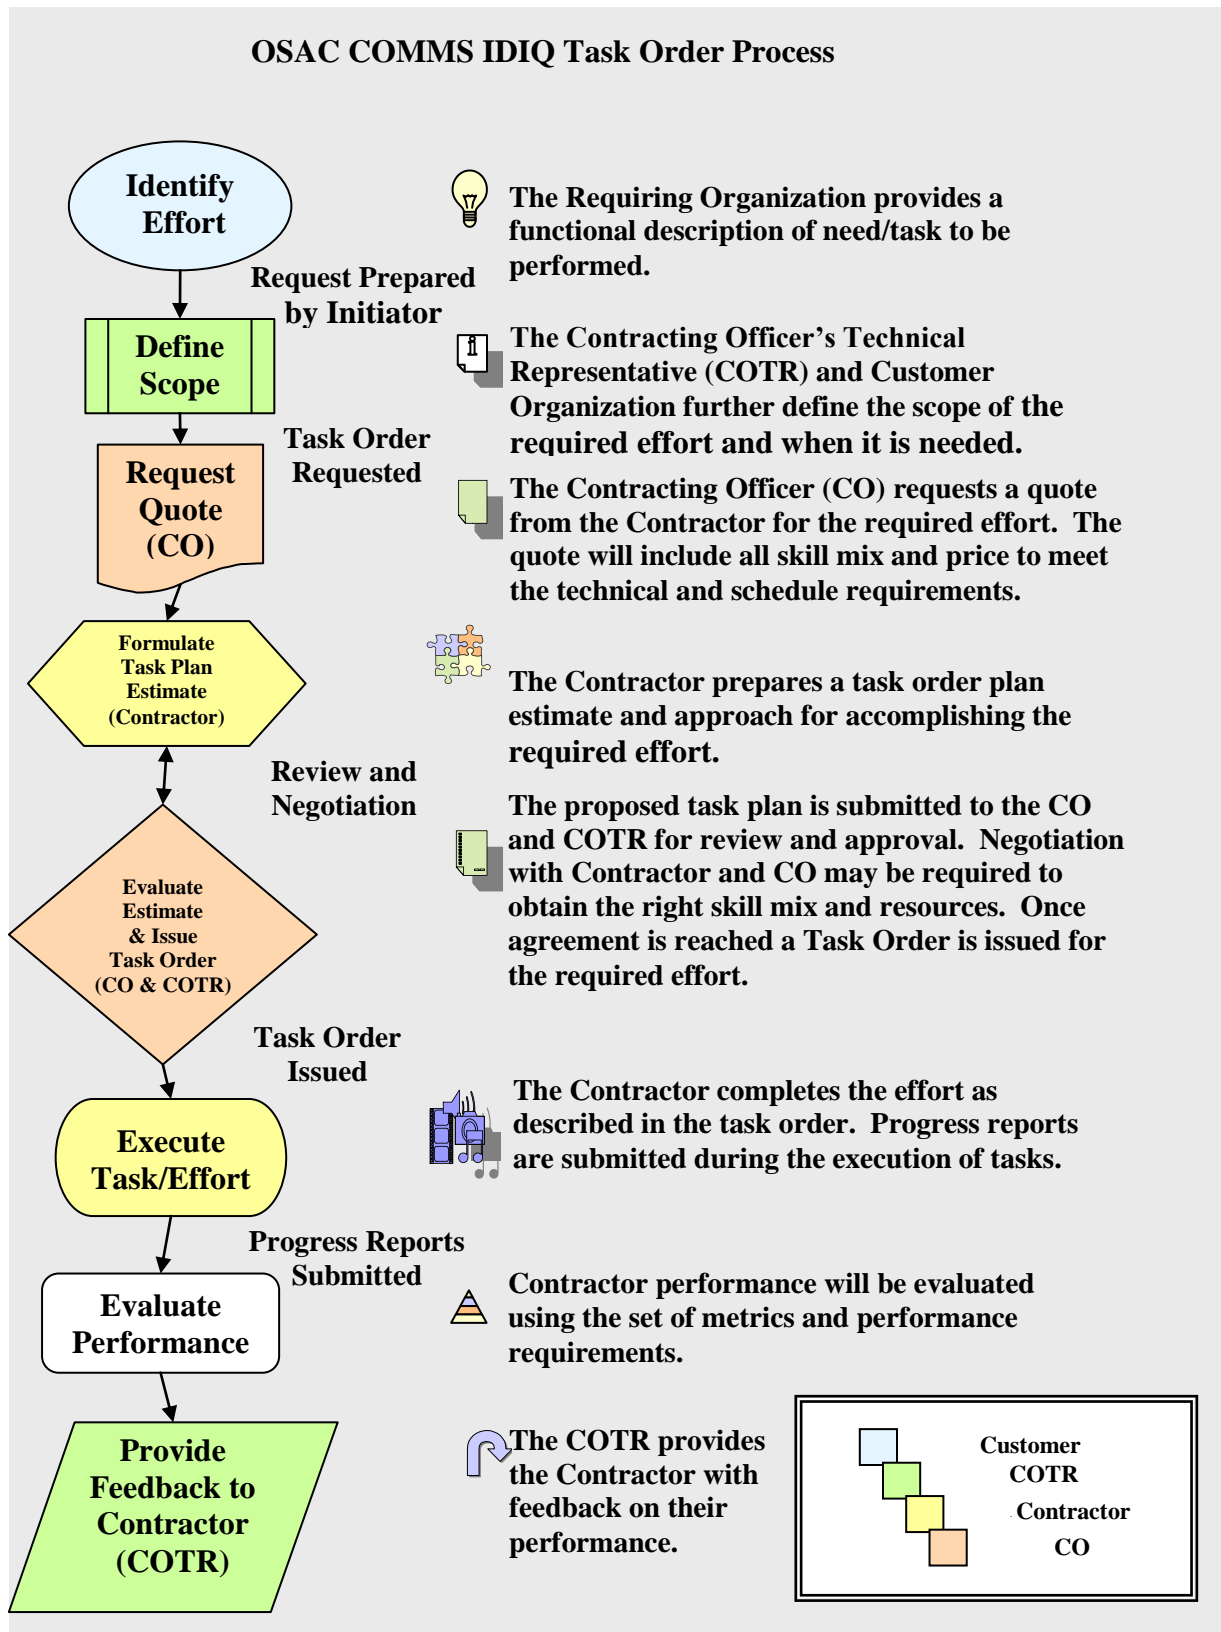 OSAC COMMS IDIQ Task Order Process
Identify
Effort
The Requiring Organization provides a
functional description of need/task to be
performed.
Request Prepared
by Initiator
Define
Scope
The Contracting Officer’s Technical
Representative (COTR) and Customer
Organization further define the scope of the
required effort and when it is needed.
Task Order
Requested
Request
Quote
(CO)
The Contracting Officer (CO) requests a quote
from the Contractor for the required effort.  The
quote will include all skill mix and price to meet
the technical and schedule requirements.
Formulate
Task Plan
Estimate
(Contractor)
The Contractor prepares a task order plan
estimate and approach for accomplishing the
required effort.
Review and
Negotiation
The proposed task plan is submitted to the CO
and COTR for review and approval.  Negotiation
with Contractor and CO may be required to
obtain the right skill mix and resources.  Once
agreement is reached a Task Order is issued for
the required effort.
Evaluate
Estimate
& Issue
Task Order
(CO & COTR)
Task Order
Issued
Execute
Task/Effort
The Contractor completes the effort as
described in the task order.  Progress reports
are submitted during the execution of tasks.
Progress Reports
Submitted
Evaluate
Performance
Contractor performance will be evaluated
using the set of metrics and performance
requirements.
Provide
Feedback to
Contractor
(COTR)
The COTR provides
the Contractor with
feedback on their
performance.
Customer
COTR
Contractor
CO